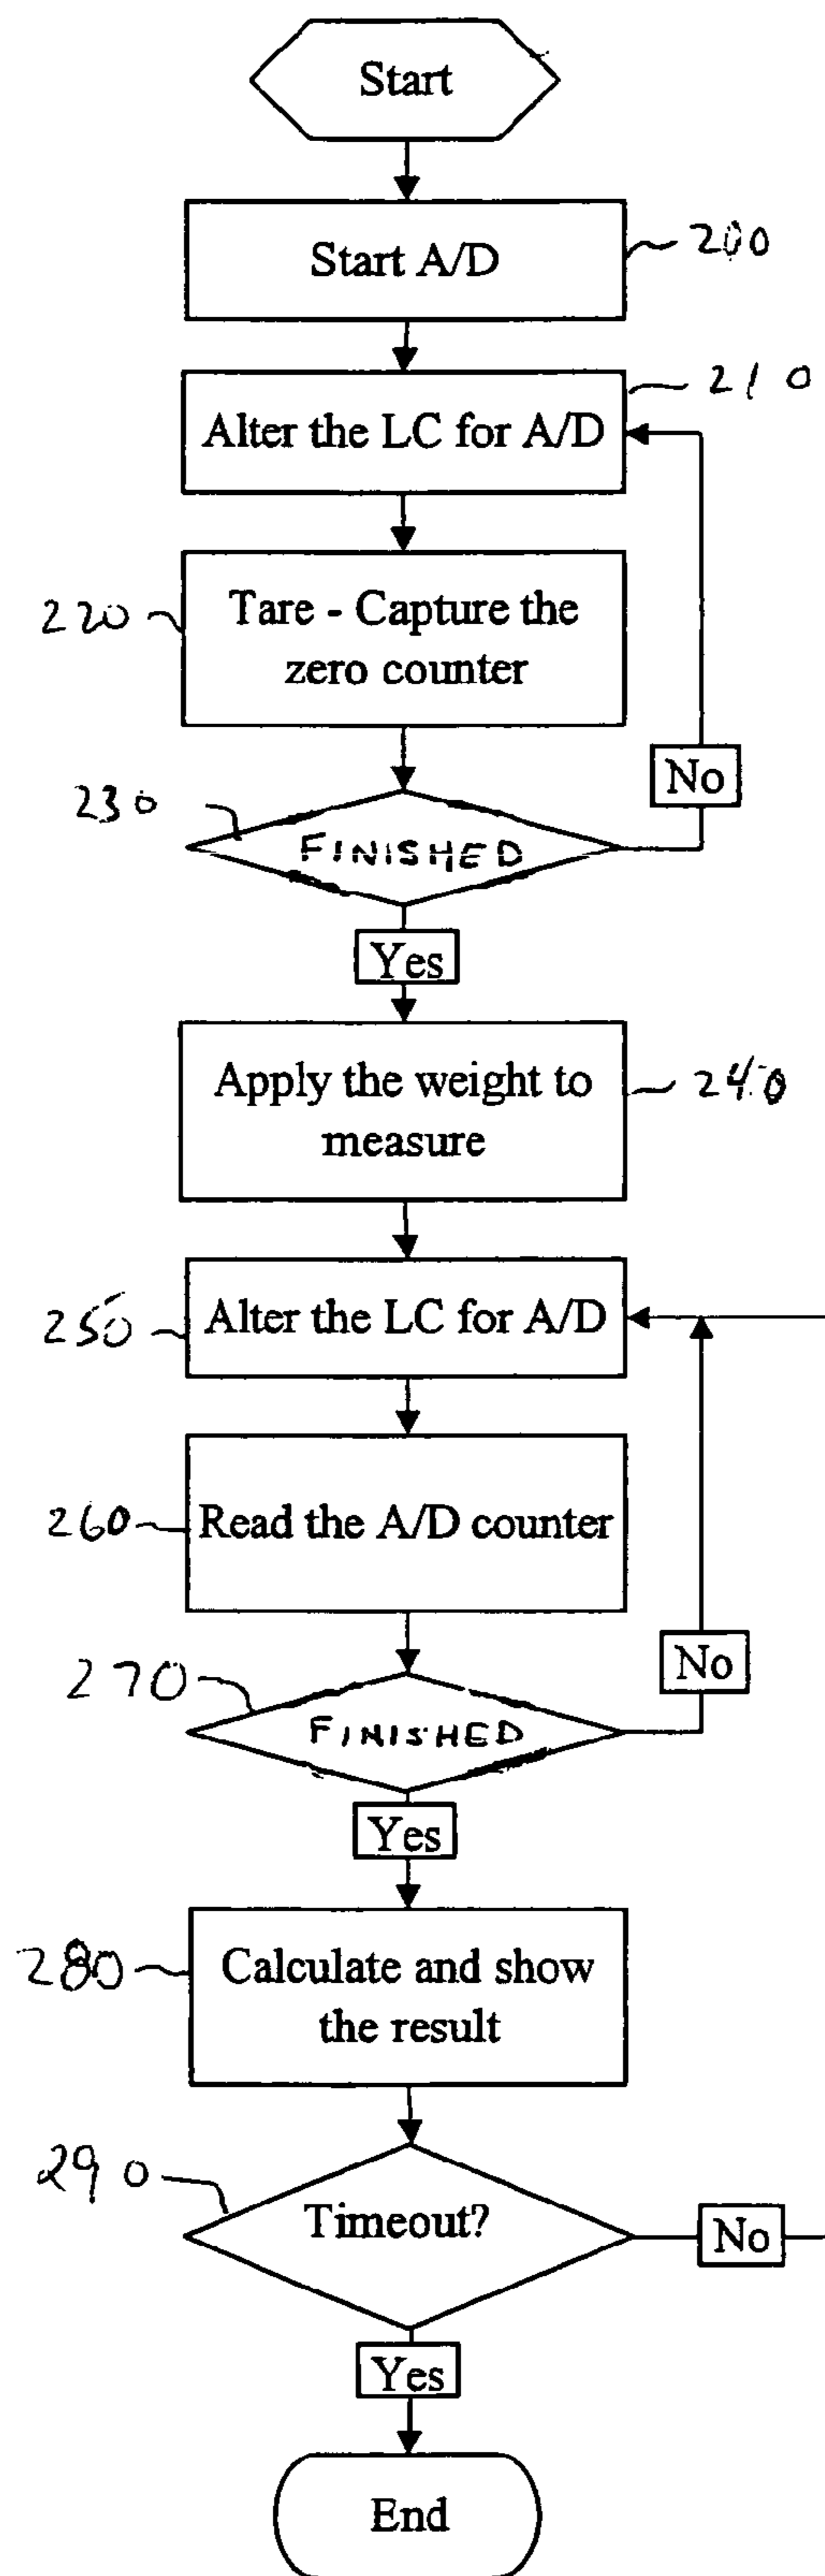 Start
Start A/D
200
Alter the LC for A/D
210
220
Tare - Capture the
zero counter
No
230
FINISHED
Yes
Apply the weight to
measure
240
250
Alter the LC for A/D
260
Read the A/D counter
No
270
FINISHED
Yes
280
Calculate and show
the result
290
Timeout?
No
Yes
End